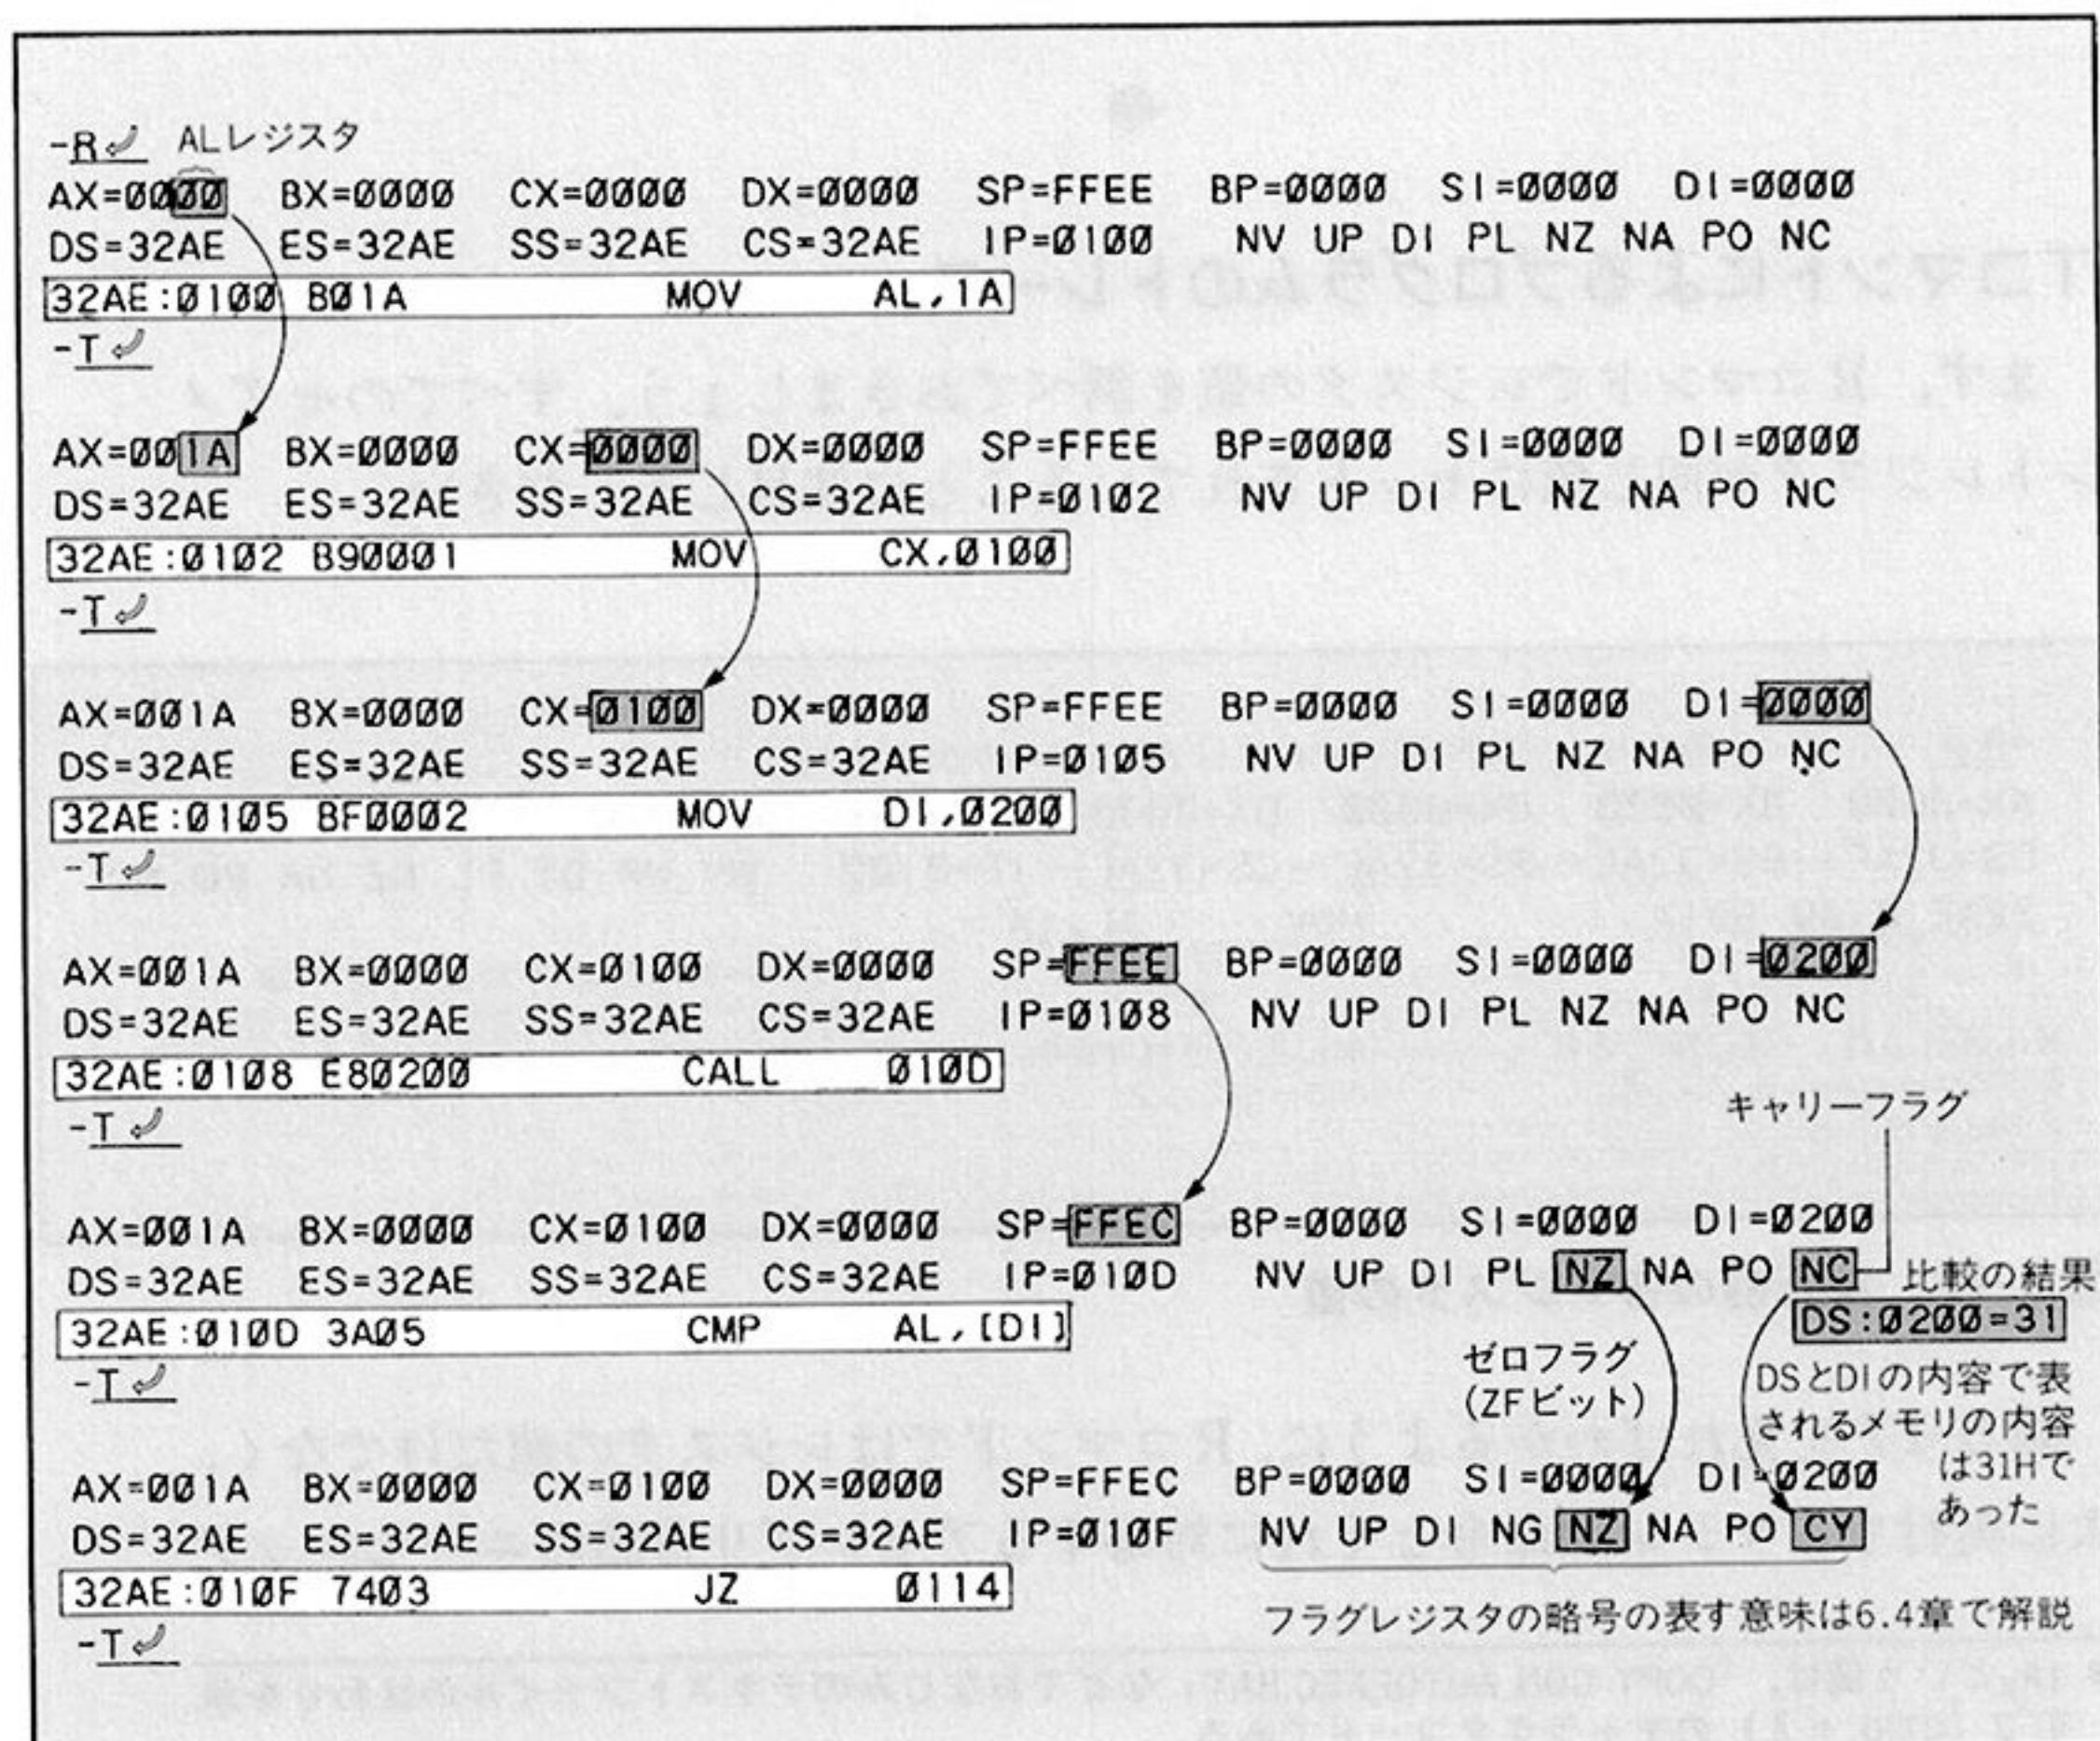 -R ALレジスタ
AX=0000 BX=0000 CX=0000 DX=0000 SP=FFEE BP=0000 SI=0000 DI=0000
DS=32AE ES=32AE SS=32AE CS=32AE IP=0100 NV UP DI PL NZ NA PO NC
32AE:0100 B01A MOV AL,1A
-T
AX=001A BX=0000 CX=0000 DX=0000 SP=FFEE BP=0000 SI=0000 DI=0000
DS=32AE ES=32AE SS=32AE CS=32AE IP=0102 NV UP DI PL NZ NA PO NC
32AE:0102 B90001 MOV CX,0100
-T
AX=001A BX=0000 CX=0100 DX=0000 SP=FFEE BP=0000 SI=0000 DI=0000
DS=32AE ES=32AE SS=32AE CS=32AE IP=0105 NV UP DI PL NZ NA PO NC
32AE:0105 BF0002 MOV DI,0200
-T
AX=001A BX=0000 CX=0100 DX=0000 SP=FFEE BP=0000 SI=0000 DI=0200
DS=32AE ES=32AE SS=32AE CS=32AE IP=0108 NV UP DI PL NZ NA PO NC
32AE:0108 E80200 CALL 010D
-T
キャリーフラグ
AX=001A BX=0000 CX=0100 DX=0000 SP=FFEC BP=0000 SI=0000 DI=0200
DS=32AE ES=32AE SS=32AE CS=32AE IP=010D NV UP DI PL NZ NA PO NC
比較の結果
32AE:010D 3A05 CMP AL,[DI]
DS:0200=31
-T
ゼロフラグ
(ZFビット)
DSとDIの内容で表
されるメモリの内容
は31Hで
あった
AX=001A BX=0000 CX=0100 DX=0000 SP=FFEC BP=0000 SI=0000 DI=0200
DS=32AE ES=32AE SS=32AE CS=32AE IP=010F NV UP DI NG NZ NA PO CY
32AE:010F 7403 JZ 0114
フラグレジスタの略号の表す意味は6.4章で解説
-T